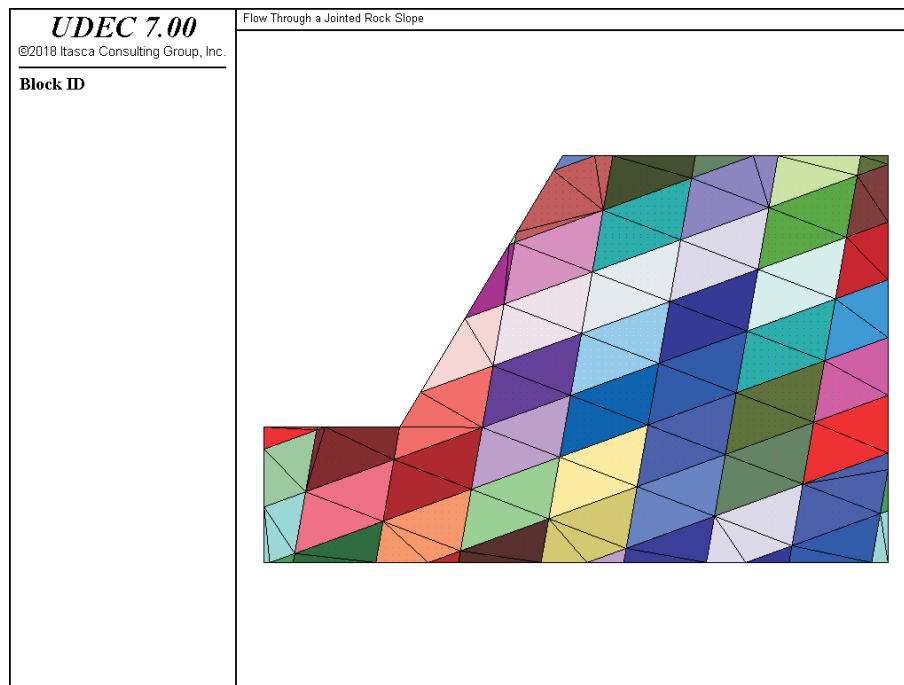 UDEC 7.00
©2018 Itasca Consulting Group, Inc.
Block ID
Flow Through a Jointed Rock Slope